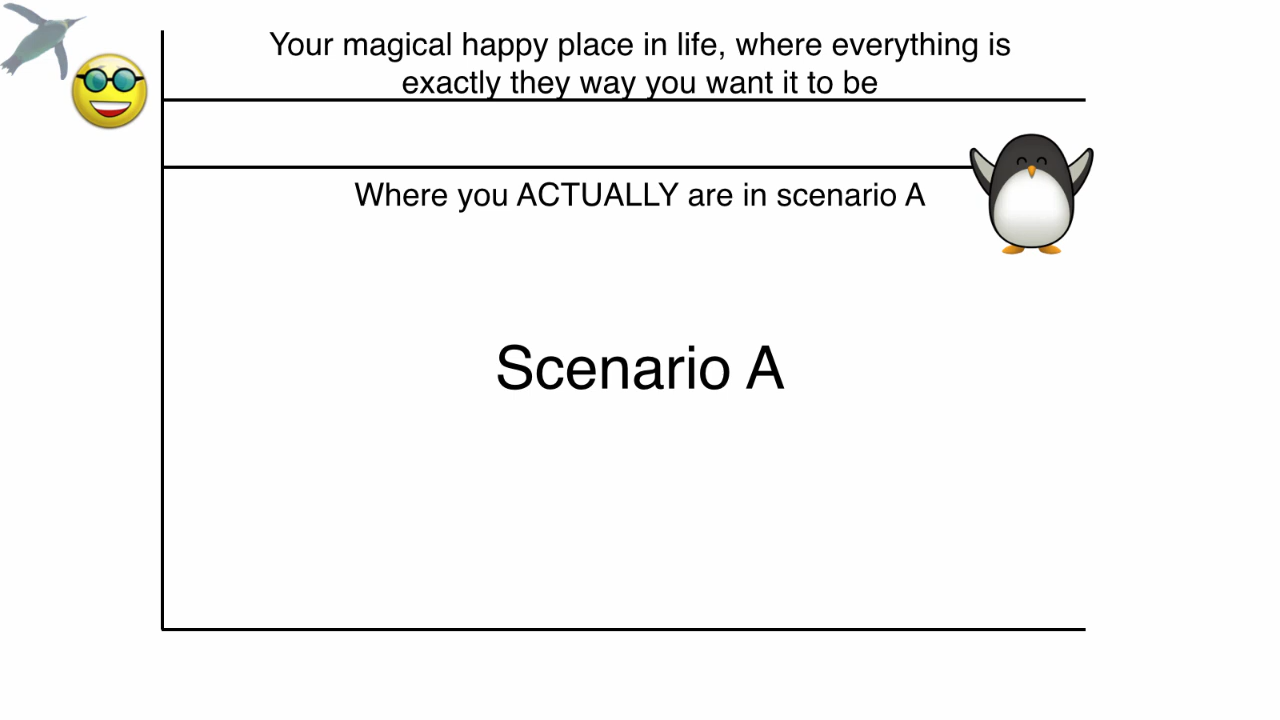 Your magical happy place in life, where everything is
exactly they way you want it to be
Where you ACTUALLY are in scenario A
Scenario A